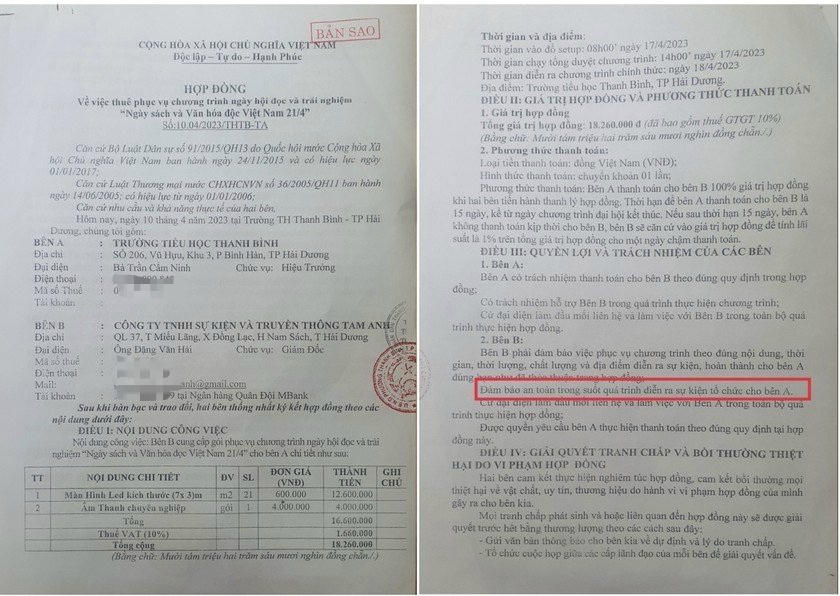 BẢN SAO
CỘNG HÒA XÃ HỘI CHỦ NGHĨA VIỆT NAM
Độc lập – Tự do – Hạnh Phúc
HỢP ĐỒNG
Về việc thuê phục vụ chương trình ngày hội đọc và trải nghiệm
“Ngày sách và Văn hóa đọc Việt Nam 21/4”
Số:10.04/2023/THTB-TA
Căn cứ Bộ Luật Dân sự số 91/2015/QH13 do Quốc hội nước Cộng hòa Xã
hội Chủ nghĩa Việt Nam ban hành ngày 24/11/2015 và có hiệu lực ngày
01/01/2017;
Căn cứ Luật Thương mại nước CHXHCNVN số 36/2005/QH11 ban hành
ngày 14/06/2005; có hiệu lực từ ngày 01/01/2006;
Căn cứ nhu cầu và khả năng thực tế của hai bên.
Hôm nay, ngày 10 tháng 4 năm 2023 tại Trường TH Thanh Bình - TP Hải
Dương, chúng tôi gồm:
BÊN A : TRƯỜNG TIỂU HỌC THANH BÌNH
Địa chỉ : SỐ 206, Vũ Hựu, Khu 3, P Bình Hàn, TP Hải Dương
Đại diện : Bà Trần Cẩm Ninh Chức vụ: Hiệu Trưởng
Điện thoại :
Mã số Thuế : 0
Tài khoản :
BÊN B : CÔNG TY TNHH SỰ KIỆN VÀ TRUYỀN THÔNG TAM ANH
Địa chỉ : QL 37, T Miễu Lãng, X Đồng Lạc, H Nam Sách, T Hải Dương
Đại diện : Ông Đặng Văn Hải Chức vụ: Giám Đốc
Mã số thuế :
Điện thoại :
Mail: anh@gmail.com
Tài khoản : 9 tại Ngân hàng Quân Đội MBank
Sau khi bàn bạc và trao đổi, hai bên thống nhất ký kết hợp đồng theo các
nội dung dưới đây:
ĐIỀU I: NỘI DUNG CÔNG VIỆC
Nội dung công việc: Bên B cung cấp gói phục vụ chương trình ngày hội đọc và trải
nghiệm “Ngày sách và Văn hóa đọc Việt Nam 21/4” cho bên A chi tiết như sau:
TT NỘI DUNG CHI TIẾT ĐV SL ĐƠN GIÁ (VNĐ) THÀNH TIỀN GHI CHÚ
1 Màn Hình Led kích thước (7x 3)m m2 21 600.000 12.600.000
2 Âm Thanh chuyên nghiệp gói 1 4.000.000 4.000.000
Tổng 16.600.000
Thuế VAT (10%) 1.660.000
Tổng cộng 18.260.000
(Bằng chữ: Mười tám triệu hai trăm sáu mươi nghìn đồng chẵn./.)
Thời gian và địa điểm:
Thời gian vào đồ setup: 08h00’ ngày 17/4/2023
Thời gian chạy tổng duyệt chương trình: 14h00’ ngày 17/4/2023
Thời gian diễn ra chương trình chính thức: ngày 18/4/2023
Địa điểm: Trường tiểu học Thanh Bình, TP Hải Dương.
ĐIỀU II: GIÁ TRỊ HỢP ĐỒNG VÀ PHƯƠNG THỨC THANH TOÁN
1. Giá trị hợp đồng
Tổng giá trị hợp đồng: 18.260.000 đ (đã bao gồm thuế GTGT 10%)
(Bằng chữ: Mười tám triệu hai trăm sáu mươi nghìn đồng chẵn./.)
2. Phương thức thanh toán:
Loại tiền thanh toán: đồng Việt Nam (VNĐ);
Hình thức thanh toán: chuyển khoản 01 lần;
Phương thức thanh toán: Bên A thanh toán cho bên B 100% giá trị hợp đồng
khi hai bên tiến hành thanh lý hợp đồng. Thời hạn để bên A thanh toán cho bên B là
15 ngày, kể từ ngày chương trình đại hội kết thúc. Nếu sau thời hạn 15 ngày, bên A
không thanh toán kịp thời cho bên B, bên B sẽ căn cứ vào giá trị hợp đồng để tính lãi
suất là 1% trên tổng giá trị hợp đồng cho một ngày chậm thanh toán.
ĐIỀU III: QUYỀN LỢI VÀ TRÁCH NHIỆM CỦA CÁC BÊN
1. Bên A:
Bên A có trách nhiệm thanh toán cho bên B theo đúng quy định trong hợp
đồng;
Có trách nhiệm hỗ trợ Bên B trong quá trình thực hiện chương trình;
Cử đại diện làm đầu mối liên hệ và làm việc với Bên B trong toàn bộ quá
trình thực hiện hợp đồng.
2. Bên B:
Bên B phải đảm bảo việc phục vụ chương trình theo đúng nội dung, thời
gian, thời lượng, chất lượng và địa điểm diễn ra sự kiện, hoàn thành cho bên A
đúng hạn như đã thỏa thuận trong hợp đồng;
Đảm bảo an toàn trong suốt quá trình diễn ra sự kiện tổ chức cho bên A.
Cử đại diện làm đầu mối liên hệ và làm việc với Bên A trong toàn bộ quá
trình thực hiện hợp đồng;
Được quyền yêu cầu bên A thực hiện thanh toán theo đúng quy định tại hợp
đồng này.
ĐIỀU IV: GIẢI QUYẾT TRANH CHẤP VÀ BỒI THƯỜNG THIỆT
HẠI DO VI PHẠM HỢP ĐỒNG
Hai bên cam kết thực hiện nghiêm túc hợp đồng, cam kết bồi thường mọi
thiệt hại về vật chất, uy tín, thương hiệu do hành vi vi phạm hợp đồng của mình
gây ra cho bên kia.
Mọi tranh chấp phát sinh hoặc liên quan đến hợp đồng này sẽ được giải
quyết trước hết bằng thương lượng theo các cách sau đây:
- Gửi văn bản thông báo cho bên kia về dự định và lý do tranh chấp.
- Tổ chức cuộc họp giữa các cấp lãnh đạo của mỗi bên để giải quyết vấn đề.